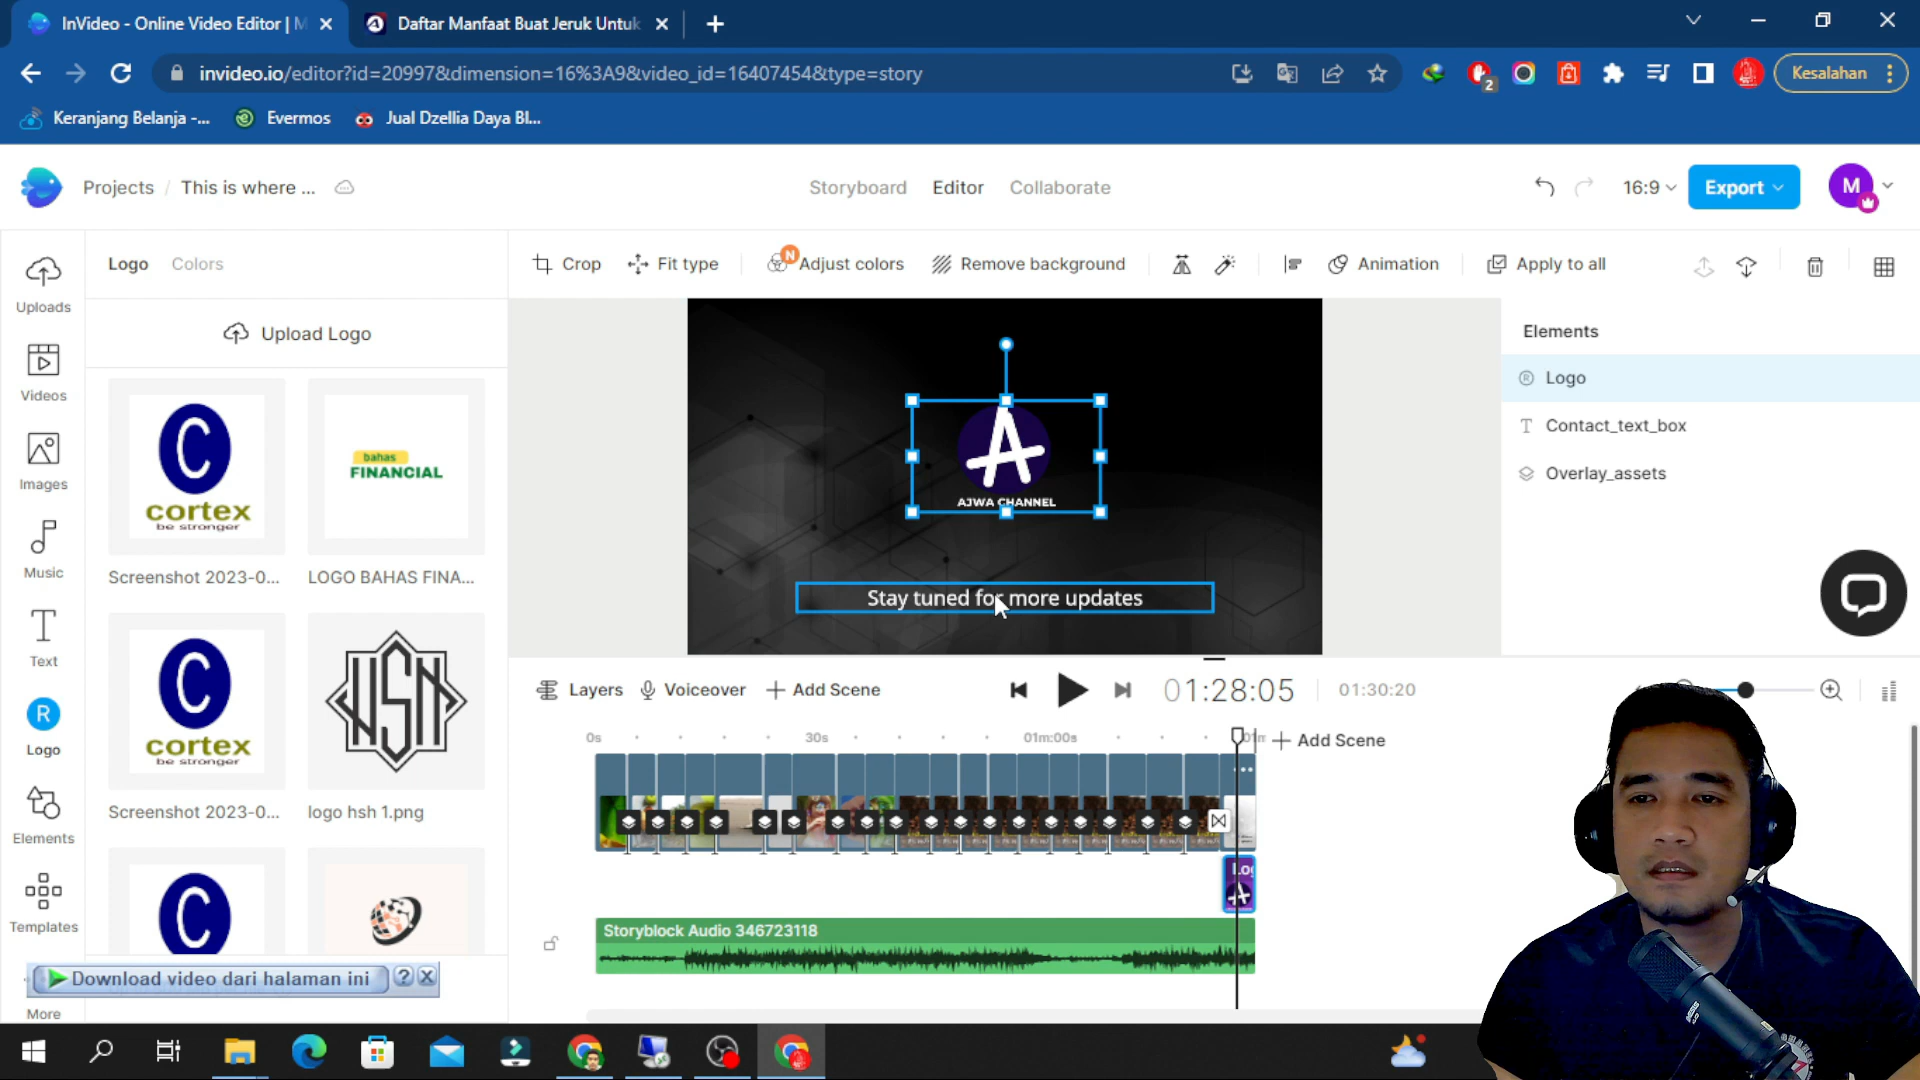 InVideo - Online Video Editor | M
Daftar Manfaat Buat Jeruk Untuk
invideo.io/editor?id=20997&dimension=16%3A9&video_id=16407454&type=story
2
Kesalahan
Keranjang Belanja -...
Evermos
Jual Dzellia Daya Bl...
Projects / This is where ...
Storyboard
Editor
Collaborate
16:9
Export
M
Logo
Colors
Crop
Fit type
N
Adjust colors
Remove background
Animation
Apply to all
Uploads
Videos
Images
Music
Text
Logo
Elements
Templates
More
Upload Logo
C
cortex
be stronger
bahas
FINANCIAL
Screenshot 2023-0...
LOGO BAHAS FINA...
C
cortex
be stronger
HSH
Screenshot 2023-0...
logo hsh 1.png
C
Download video dari halaman ini
?
A
AJWA CHANNEL
Stay tuned for more updates
Elements
Logo
Contact_text_box
Overlay_assets
Layers
Voiceover
Add Scene
01:28:05
01:30:20
0s
30s
01m:00s
Add Scene
Storyblock Audio 346723118